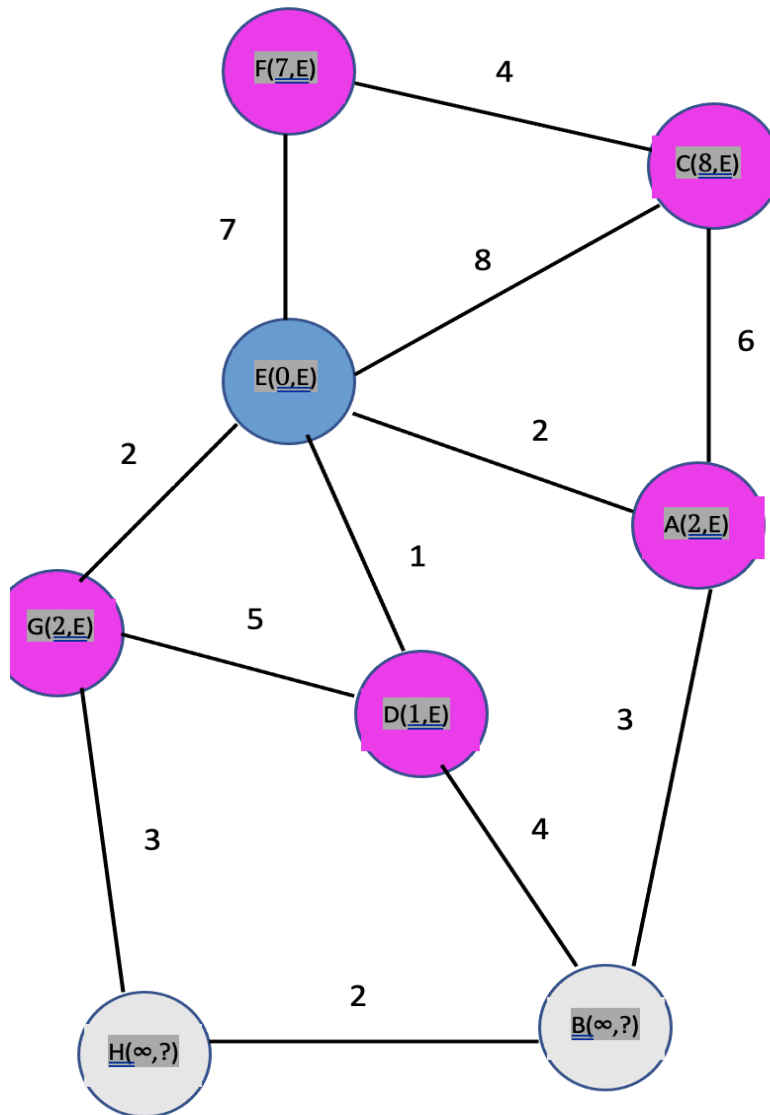 F(7,E)
4
C(8,E)
7
8
6
E(0,E)
2
2
A(2,E)
1
5
G(2,E)
D(1,E)
3
3
4
2
H(∞,?)
B(∞,?)